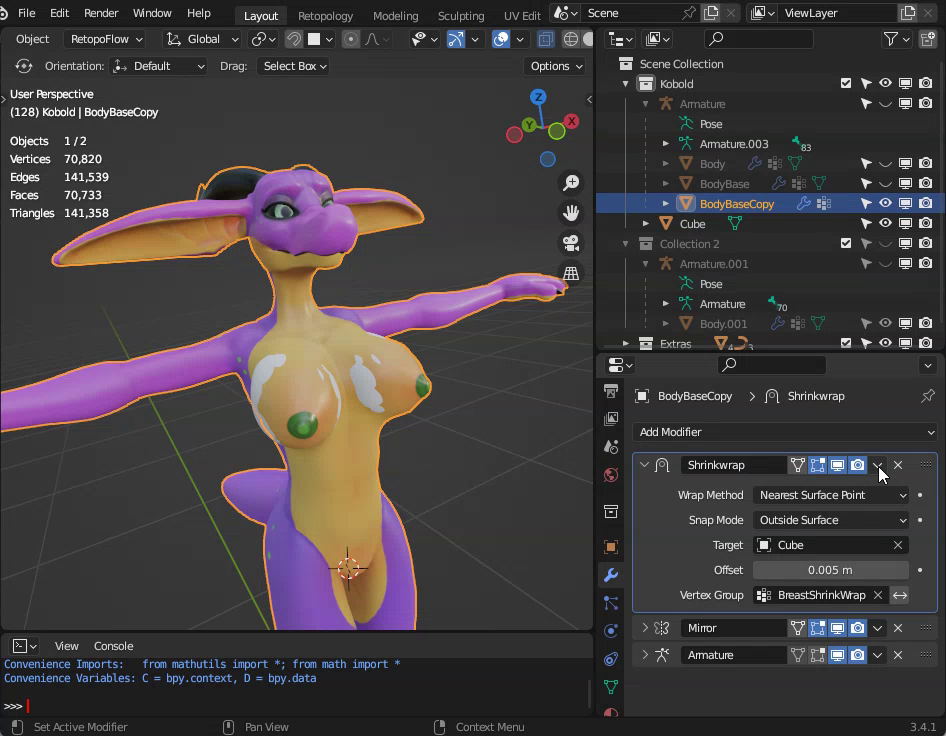 File Edit Render Window Help Layout Retopology Modeling Sculpting UV Edit Scene ViewLayer
Object RetopoFlow Global
Orientation: Default Drag: Select Box Options
User Perspective
(128) Kobold | BodyBaseCopy
Objects 1/2
Vertices 70,820
Edges 141,539
Faces 70,733
Triangles 141,358
Z
Y
X
Scene Collection
Kobold
Armature
Pose
Armature.003 83
Body
BodyBase
BodyBaseCopy
Cube
Collection 2
Armature.001
Pose
Armature 70
Body.001
Extras 4 3
BodyBaseCopy > Shrinkwrap
Add Modifier
Shrinkwrap
Wrap Method Nearest Surface Point
Snap Mode Outside Surface
Target Cube
Offset 0.005 m
Vertex Group BreastShrinkWrap
Mirror
Armature
View Console
Convenience Imports: from mathutils import *; from math import *
Convenience Variables: C = bpy.context, D = bpy.data
>>>
Set Active Modifier Pan View Context Menu 3.4.1